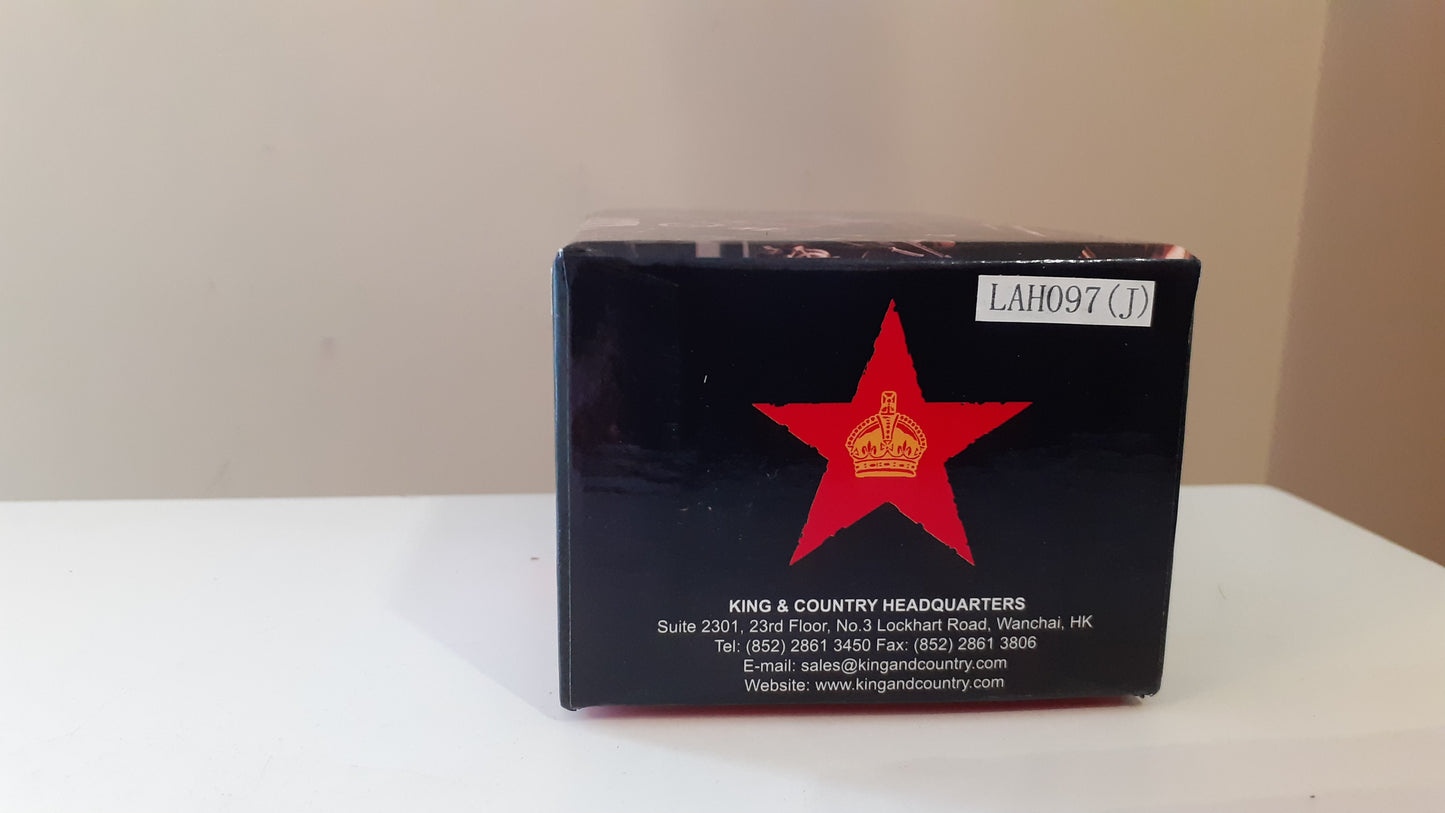 LAH097(J)
KING & COUNTRY HEADQUARTERS
Suite 2301, 23rd Floor, No.3 Lockhart Road, Wanchai, HK
Tel: (852) 2861 3450 Fax: (852) 2861 3806
E-mail: sales@kingandcountry.com
Website: www.kingandcountry.com